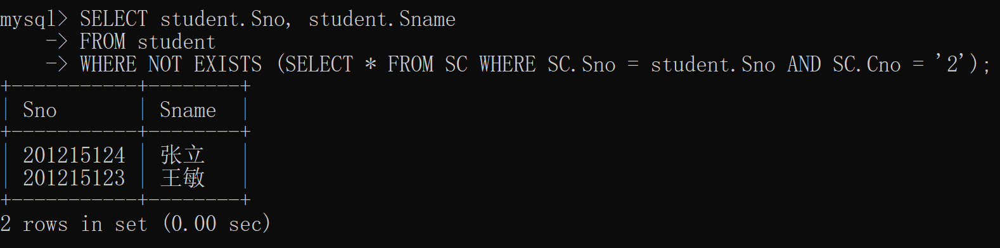 mysql> SELECT student.Sno, student.Sname
    -> FROM student
    -> WHERE NOT EXISTS (SELECT * FROM SC WHERE SC.Sno = student.Sno AND SC.Cno = '2');
+-----------+--------+
| Sno       | Sname  |
+-----------+--------+
| 201215124 | 张立   |
| 201215123 | 王敏   |
+-----------+--------+
2 rows in set (0.00 sec)